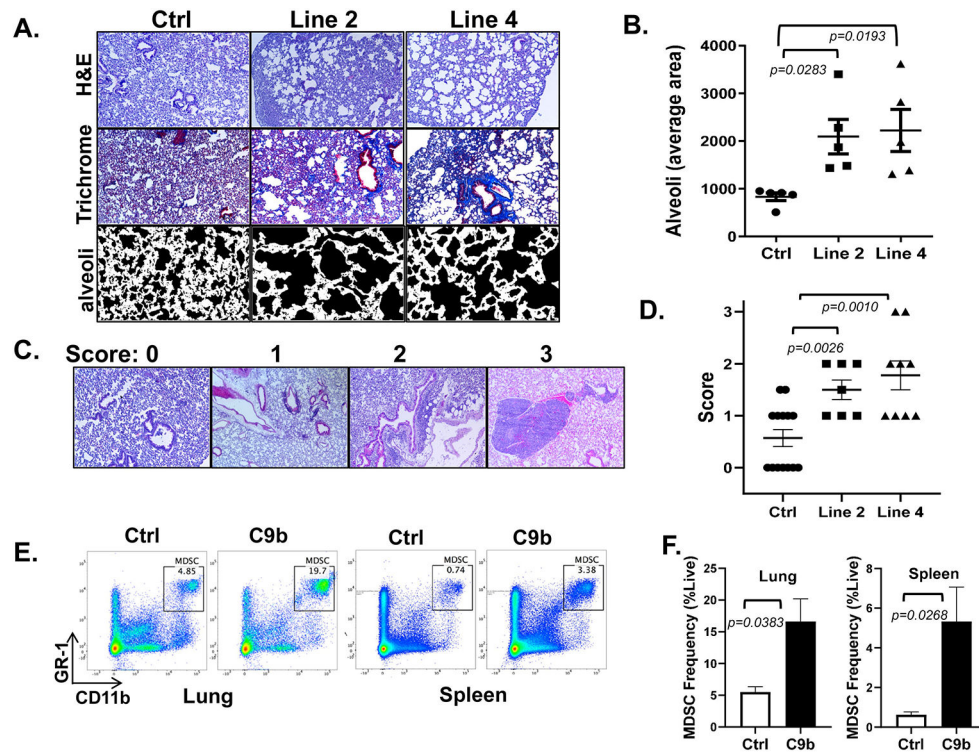 A.
Ctrl Line 2 Line 4
H&E
Trichrome
alveoli
B.
p=0.0193
p=0.0283
Alveoli (average area)
4000
3000
2000
1000
0
Ctrl Line 2 Line 4
C.
Score: 0 1 2 3
D.
p=0.0010
p=0.0026
Score
3
2
1
0
Ctrl Line 2 Line 4
E.
Ctrl C9b Ctrl C9b
MDSC MDSC MDSC MDSC
4.85 19.7 0.74 3.38
GR-1
CD11b
Lung Spleen
F.
Lung
p=0.0383
MDSC Frequency (%Live)
25
20
15
10
5
0
Ctrl C9b
Spleen
p=0.0268
MDSC Frequency (%Live)
8
6
4
2
0
Ctrl C9b